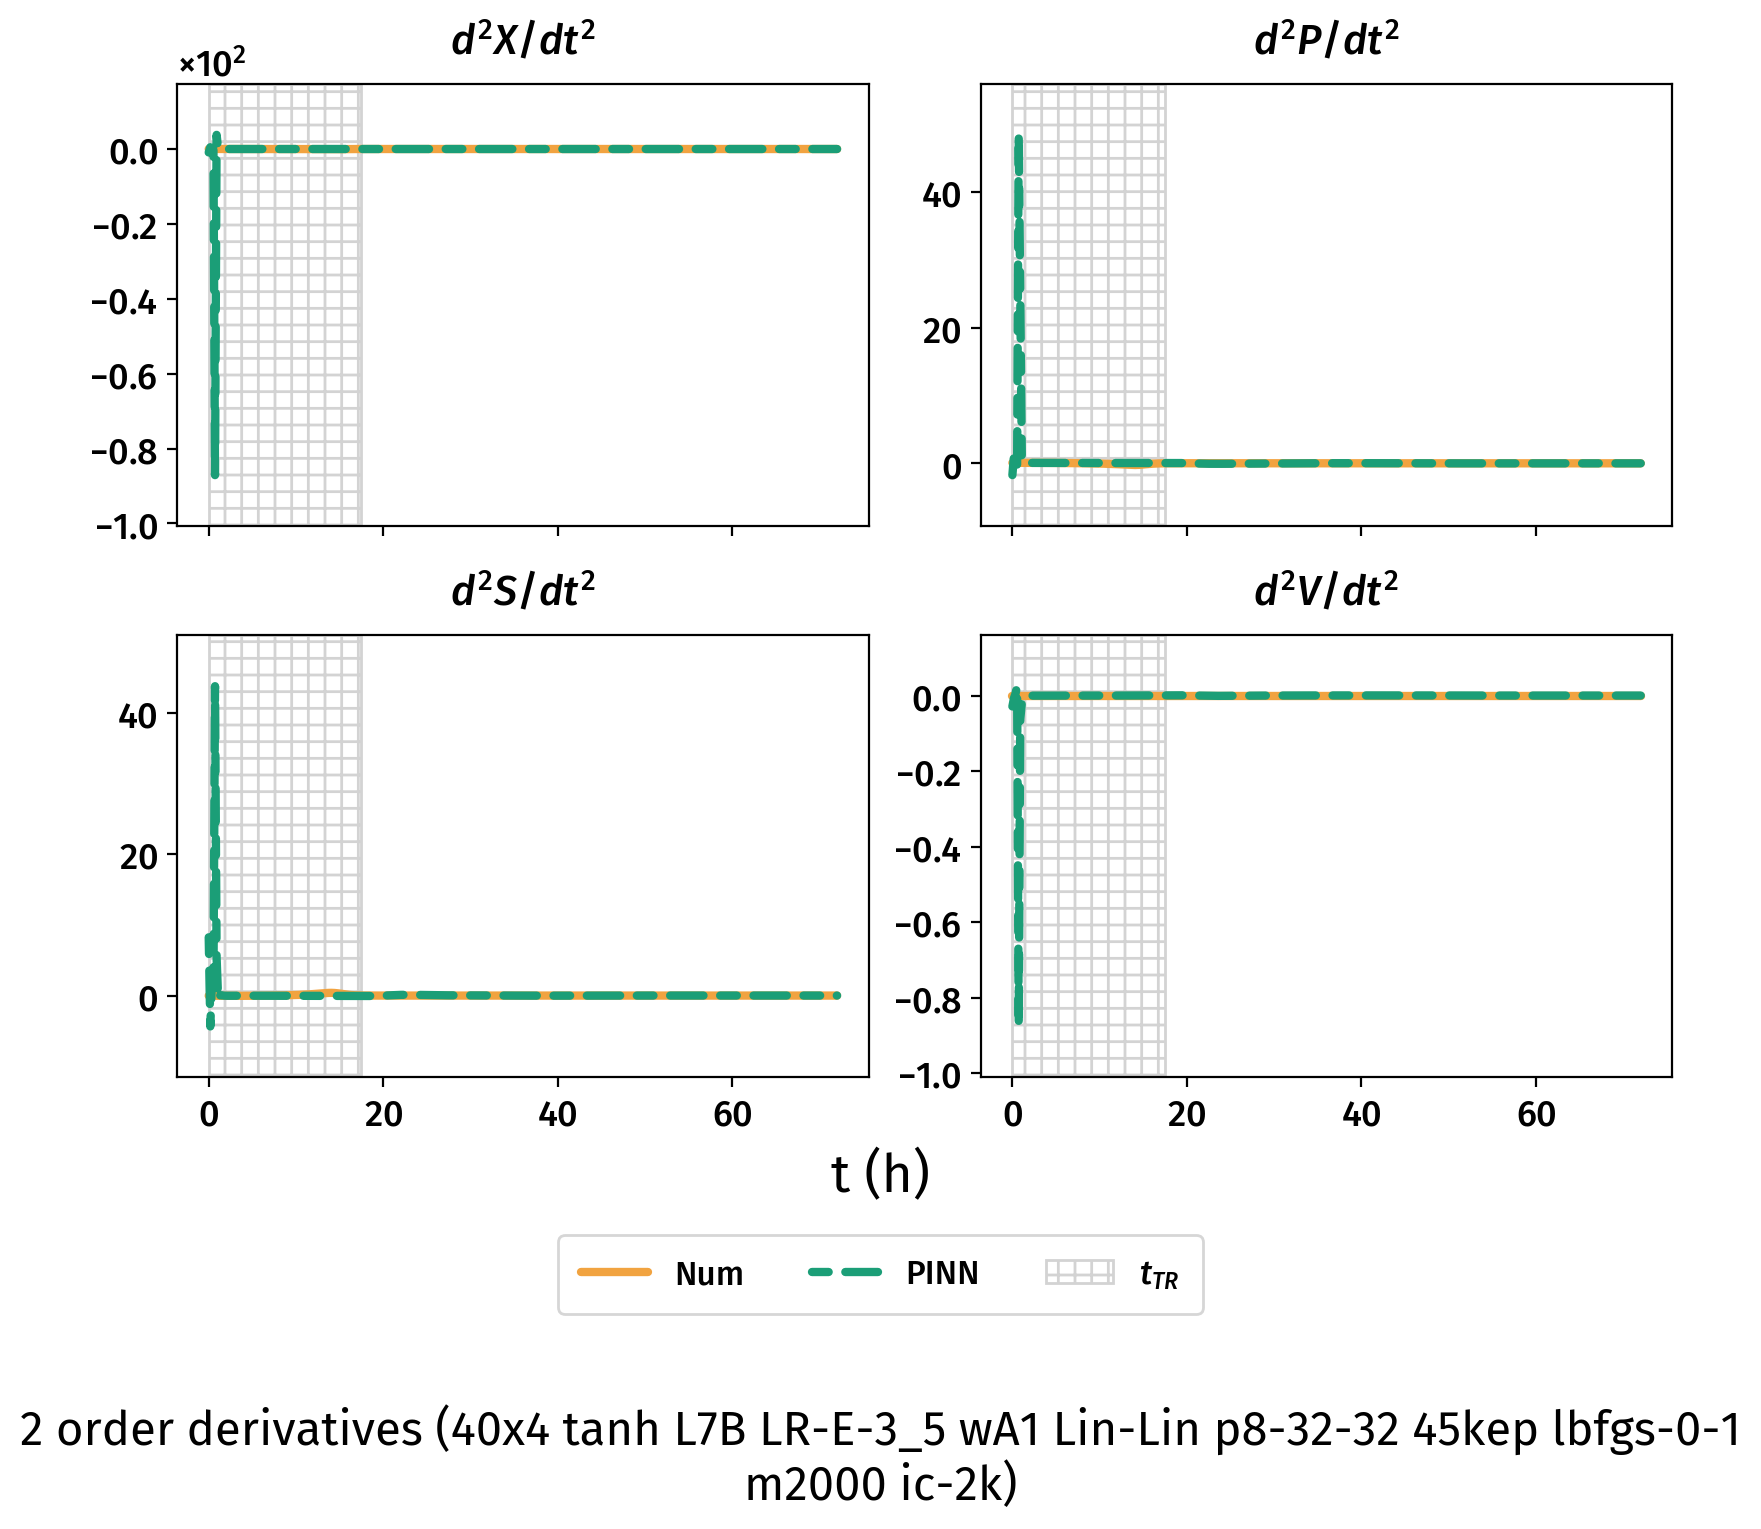 d²X/dt²
d²P/dt²
×10²
0.0
−0.2
−0.4
−0.6
−0.8
−1.0
40
20
0
d²S/dt²
d²V/dt²
40
20
0
0.0
−0.2
−0.4
−0.6
−0.8
−1.0
0 20 40 60
0 20 40 60
t (h)
Num PINN t_TR
2 order derivatives (40x4 tanh L7B LR-E-3_5 wA1 Lin-Lin p8-32-32 45kep lbfgs-0-1
m2000 ic-2k)